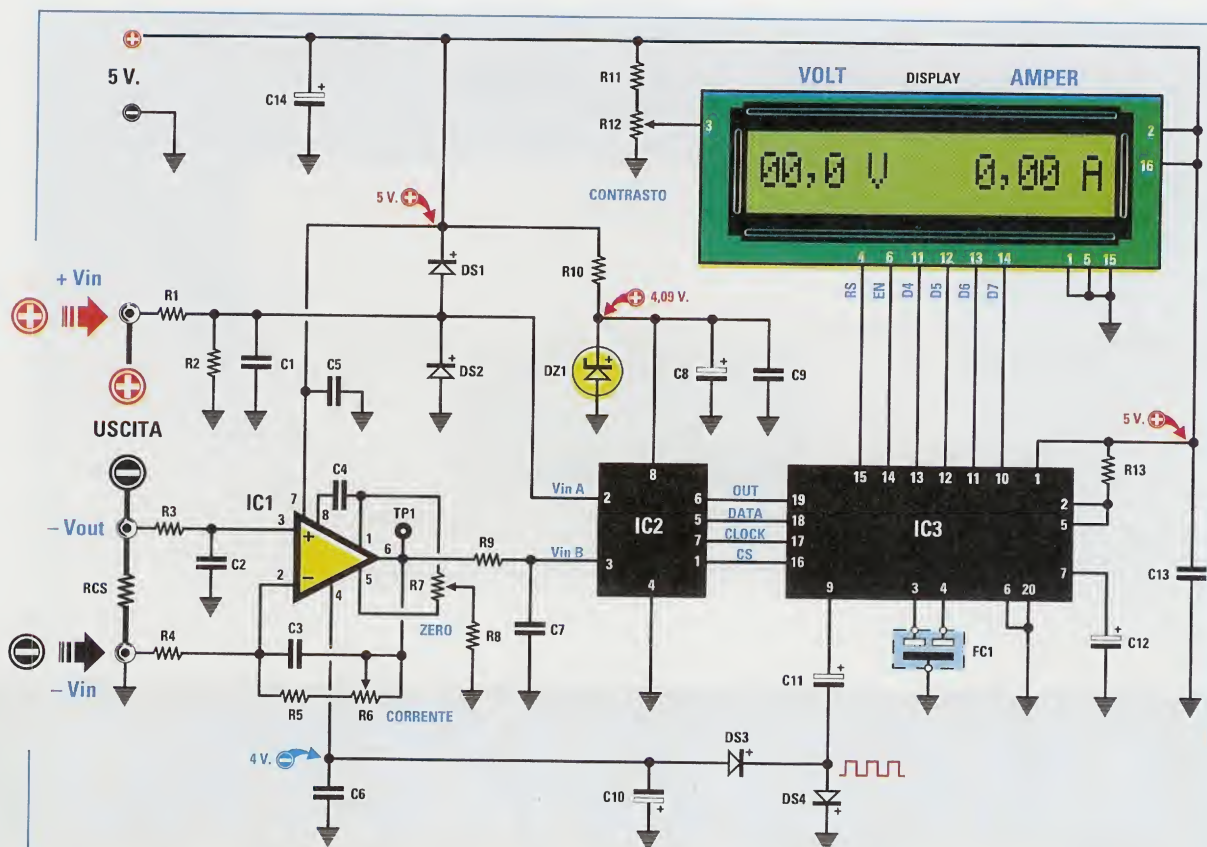 5 V.
C14
R11
R12
CONTRASTO
VOLT DISPLAY AMPER
3
2
16
00,0 V 0,00 A
4 6 11 12 13 14
1 5 15
RS EN D4 D5 D6 D7
5 V.
DS1
R10
4,09 V.
+ Vin
R1
R2
C1
C5
DS2
DZ1
C8
C9
USCITA
5 V.
R13
– Vout
R3
C2
RCS
IC1
7
8
C4
3
2
4
1
5
6
TP1
R7
ZERO
R8
R9
C7
Vin A
Vin B
2
3
8
IC2
4
6
5
7
1
OUT
DATA
CLOCK
CS
19
18
17
16
15 14 13 12 11 10 1
IC3
2
5
7
9
3 4
6 20
C13
C12
FC1
C11
– Vin
R4
C3
R5
R6
CORRENTE
4 V.
C6
C10
DS3
DS4